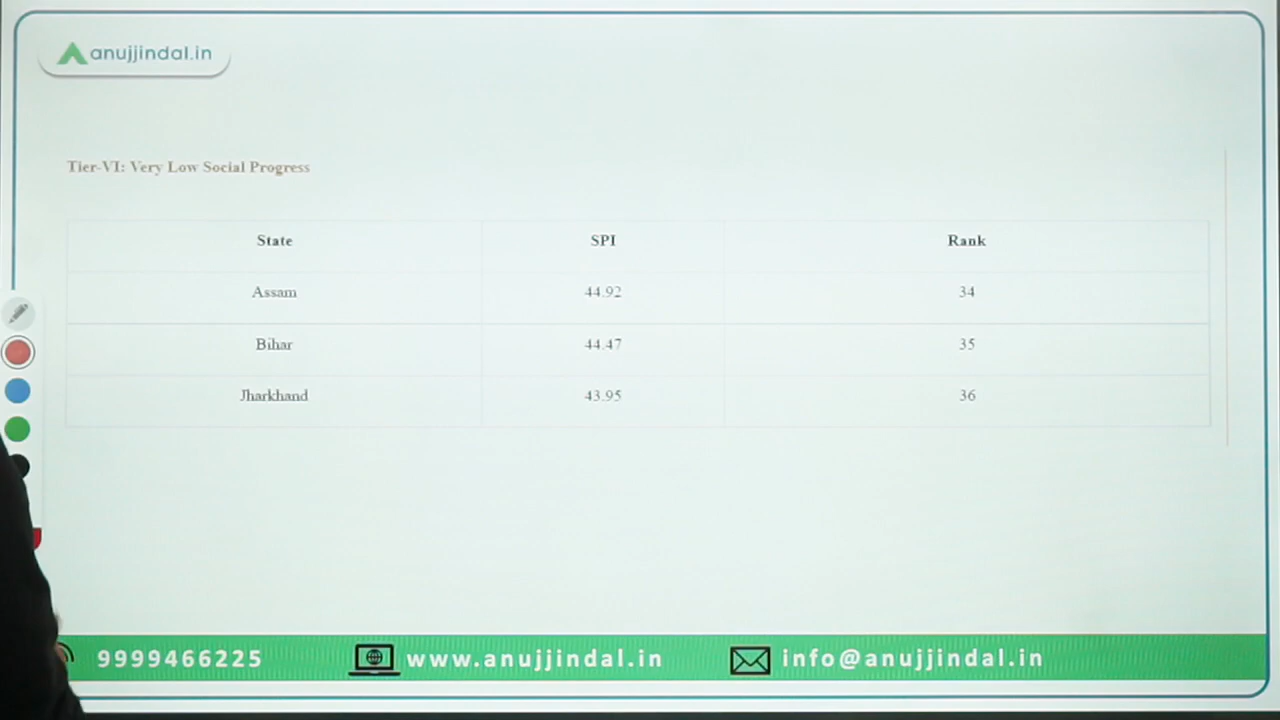 anujjindal.in
Tier-VI: Very Low Social Progress
State SPI Rank
Assam 44.92 34
Bihar 44.47 35
Jharkhand 43.95 36
9999466225 www.anujjindal.in info@anujjindal.in